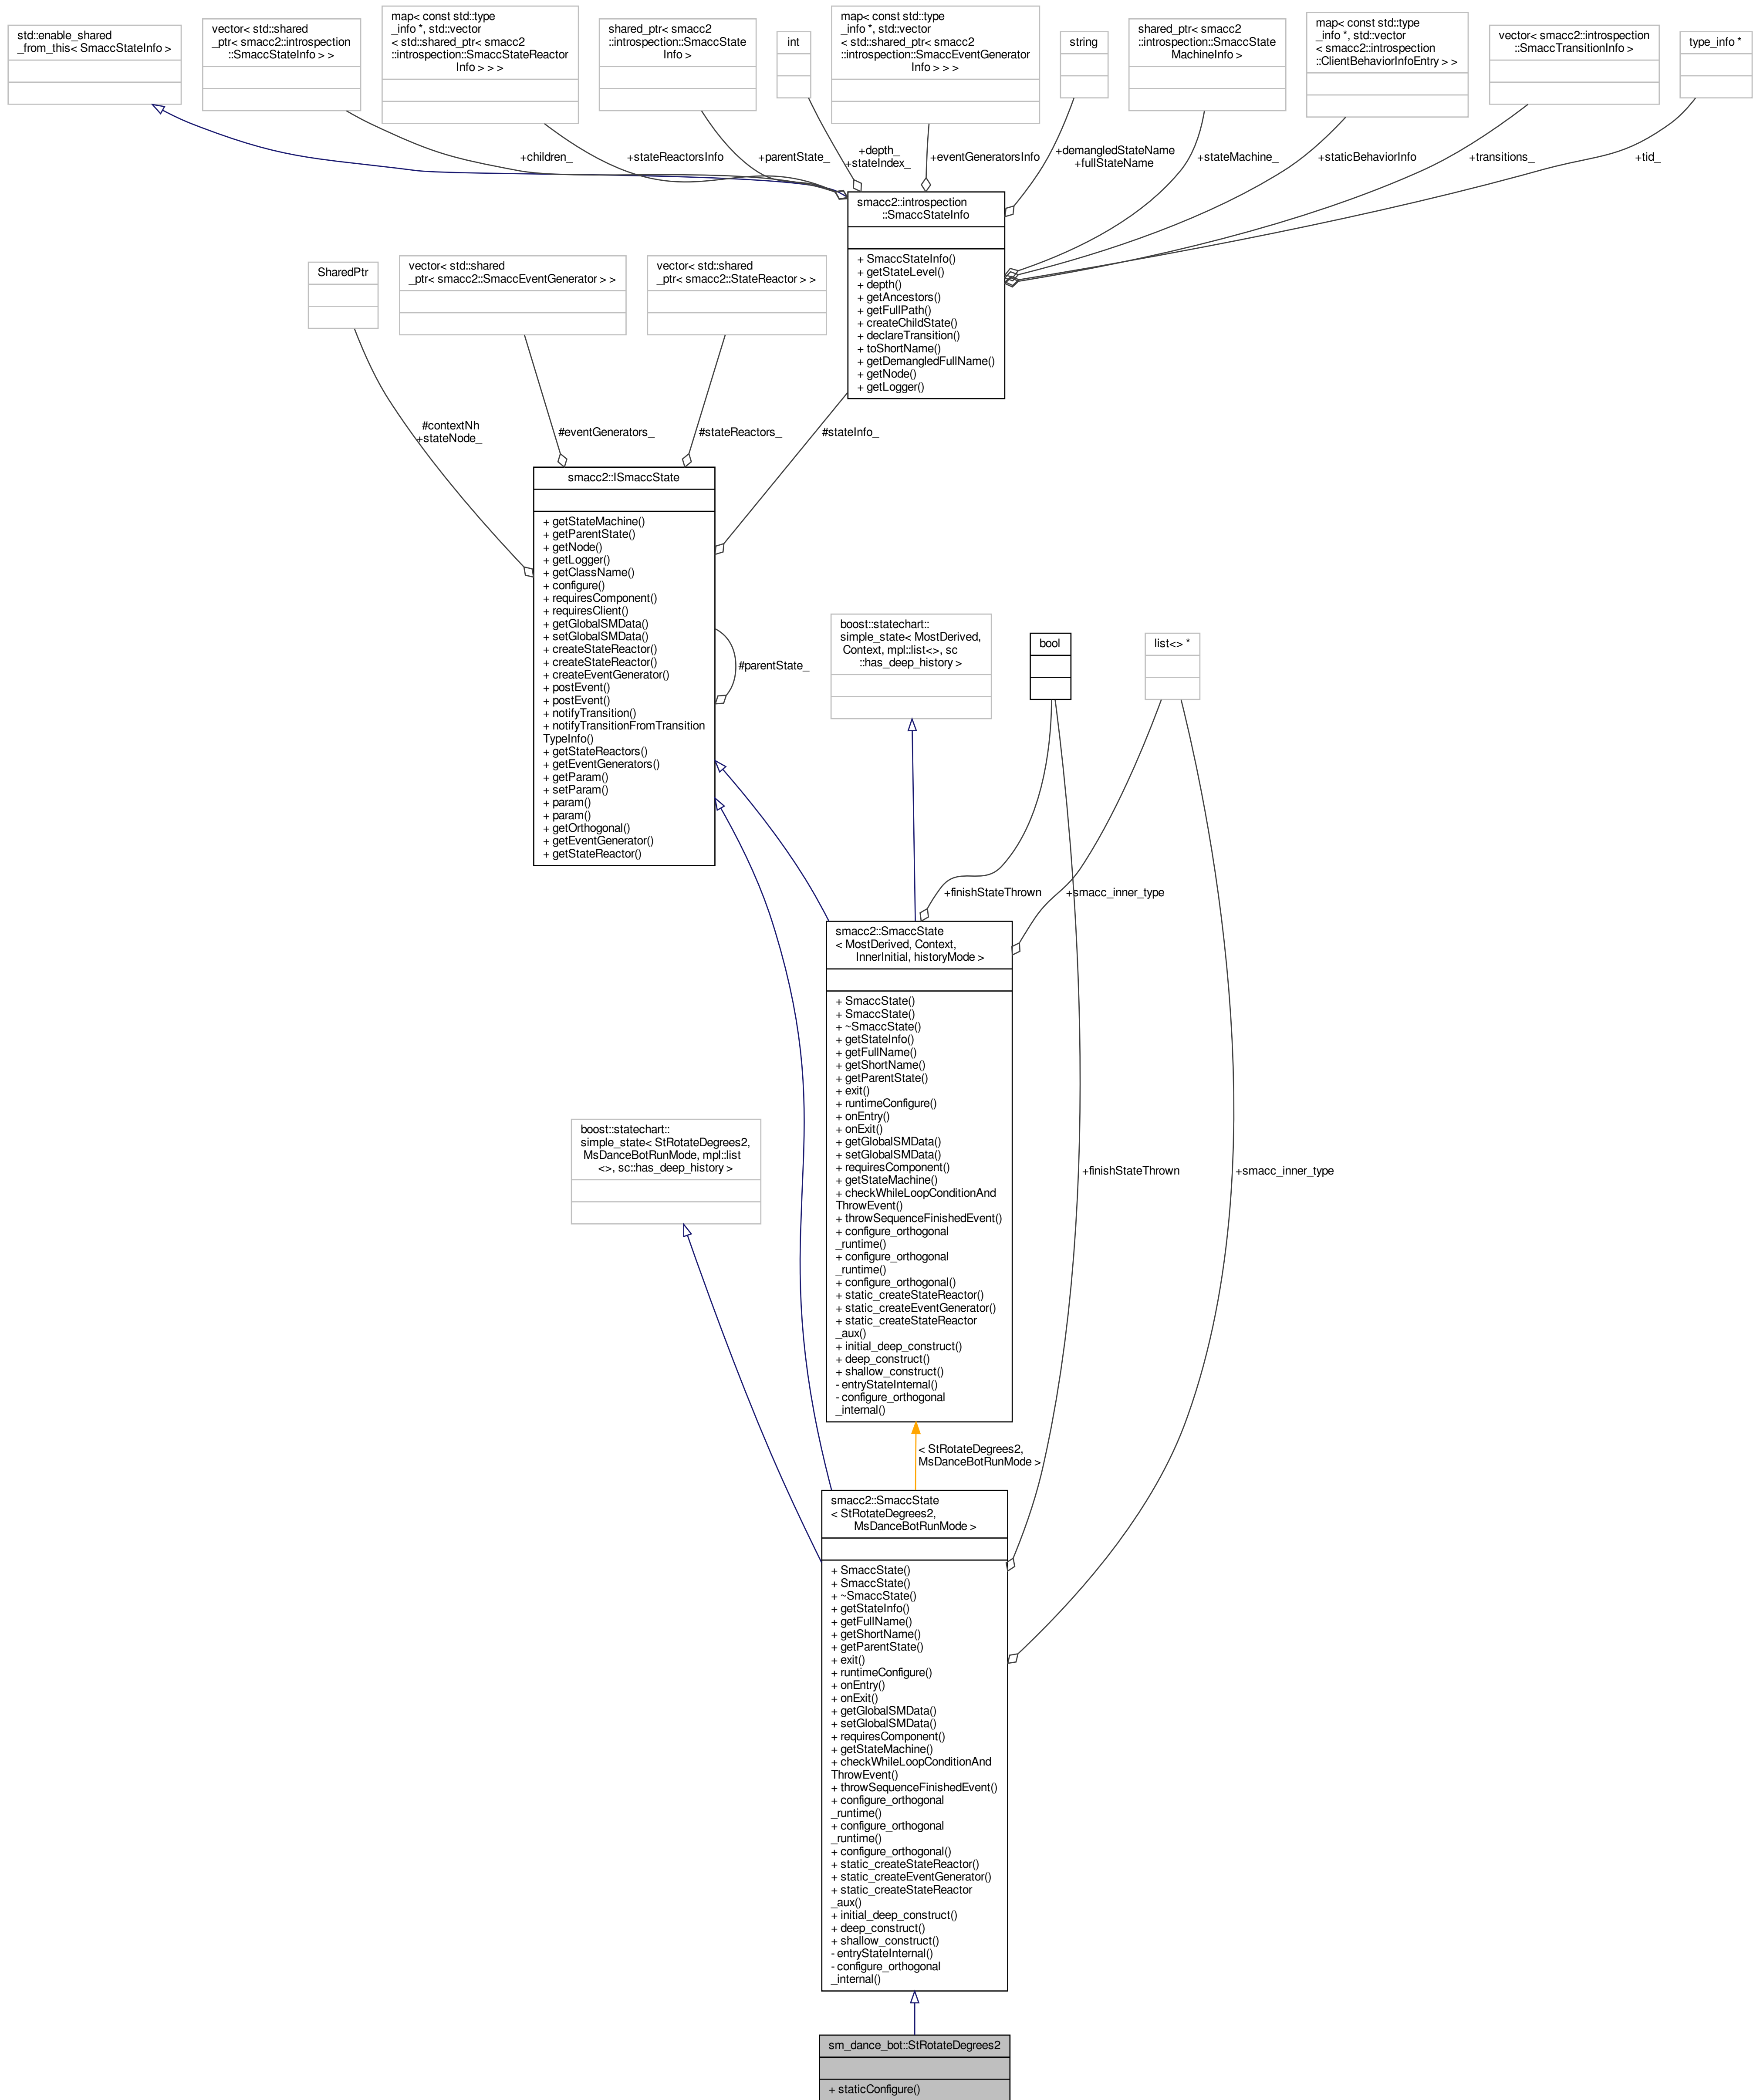 std::enable_shared
_from_this< SmaccStateInfo >
vector< std::shared
_ptr< smacc2::introspection
::SmaccStateInfo > >
map< const std::type
_info *, std::vector
< std::shared_ptr< smacc2
::introspection::SmaccStateReactor
Info > > >
shared_ptr< smacc2
::introspection::SmaccState
Info >
int
map< const std::type
_info *, std::vector
< std::shared_ptr< smacc2
::introspection::SmaccEventGenerator
Info > > >
string
shared_ptr< smacc2
::introspection::SmaccState
MachineInfo >
map< const std::type
_info *, std::vector
< smacc2::introspection
::ClientBehaviorInfoEntry > >
vector< smacc2::introspection
::SmaccTransitionInfo >
type_info *
+children_
+stateReactorsInfo
+parentState_
+depth_
+stateIndex_
+eventGeneratorsInfo
+demangledStateName
+fullStateName
+stateMachine_
+staticBehaviorInfo
+transitions_
+tid_
smacc2::introspection
::SmaccStateInfo
+ SmaccStateInfo()
+ getStateLevel()
+ depth()
+ getAncestors()
+ getFullPath()
+ createChildState()
+ declareTransition()
+ toShortName()
+ getDemangledFullName()
+ getNode()
+ getLogger()
SharedPtr
vector< std::shared
_ptr< smacc2::SmaccEventGenerator > >
vector< std::shared
_ptr< smacc2::StateReactor > >
#contextNh
+stateNode_
#eventGenerators_
#stateReactors_
#stateInfo_
smacc2::ISmaccState
+ getStateMachine()
+ getParentState()
+ getNode()
+ getLogger()
+ getClassName()
+ configure()
+ requiresComponent()
+ requiresClient()
+ getGlobalSMData()
+ setGlobalSMData()
+ createStateReactor()
+ createStateReactor()
+ createEventGenerator()
+ postEvent()
+ postEvent()
+ notifyTransition()
+ notifyTransitionFromTransition
TypeInfo()
+ getStateReactors()
+ getEventGenerators()
+ getParam()
+ setParam()
+ param()
+ param()
+ getOrthogonal()
+ getEventGenerator()
+ getStateReactor()
#parentState_
boost::statechart::
simple_state< MostDerived,
Context, mpl::list<>, sc
::has_deep_history >
bool
list<> *
+finishStateThrown
+smacc_inner_type
smacc2::SmaccState
< MostDerived, Context,
InnerInitial, historyMode >
+ SmaccState()
+ SmaccState()
+ ~SmaccState()
+ getStateInfo()
+ getFullName()
+ getShortName()
+ getParentState()
+ exit()
+ runtimeConfigure()
+ onEntry()
+ onExit()
+ getGlobalSMData()
+ setGlobalSMData()
+ requiresComponent()
+ getStateMachine()
+ checkWhileLoopConditionAnd
ThrowEvent()
+ throwSequenceFinishedEvent()
+ configure_orthogonal
_runtime()
+ configure_orthogonal
_runtime()
+ configure_orthogonal()
+ static_createStateReactor()
+ static_createEventGenerator()
+ static_createStateReactor
_aux()
+ initial_deep_construct()
+ deep_construct()
+ shallow_construct()
- entryStateInternal()
- configure_orthogonal
_internal()
boost::statechart::
simple_state< StRotateDegrees2,
MsDanceBotRunMode, mpl::list
<>, sc::has_deep_history >
+finishStateThrown
+smacc_inner_type
< StRotateDegrees2,
MsDanceBotRunMode >
smacc2::SmaccState
< StRotateDegrees2,
MsDanceBotRunMode >
+ SmaccState()
+ SmaccState()
+ ~SmaccState()
+ getStateInfo()
+ getFullName()
+ getShortName()
+ getParentState()
+ exit()
+ runtimeConfigure()
+ onEntry()
+ onExit()
+ getGlobalSMData()
+ setGlobalSMData()
+ requiresComponent()
+ getStateMachine()
+ checkWhileLoopConditionAnd
ThrowEvent()
+ throwSequenceFinishedEvent()
+ configure_orthogonal
_runtime()
+ configure_orthogonal
_runtime()
+ configure_orthogonal()
+ static_createStateReactor()
+ static_createEventGenerator()
+ static_createStateReactor
_aux()
+ initial_deep_construct()
+ deep_construct()
+ shallow_construct()
- entryStateInternal()
- configure_orthogonal
_internal()
sm_dance_bot::StRotateDegrees2
+ staticConfigure()